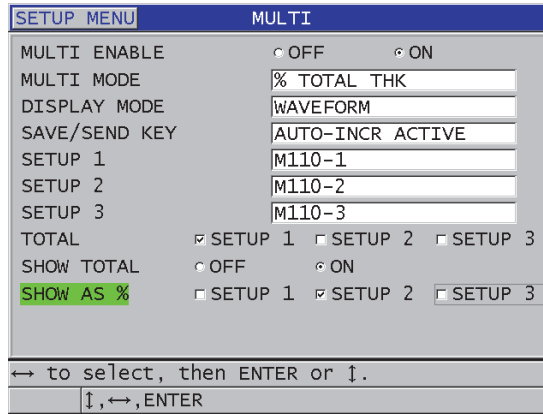 SETUP MENU MULTI
MULTI ENABLE OFF ON
MULTI MODE % TOTAL THK
DISPLAY MODE WAVEFORM
SAVE/SEND KEY AUTO-INCR ACTIVE
SETUP 1 M110-1
SETUP 2 M110-2
SETUP 3 M110-3
TOTAL SETUP 1 SETUP 2 SETUP 3
SHOW TOTAL OFF ON
SHOW AS % SETUP 1 SETUP 2 SETUP 3
↔ to select, then ENTER or ↕.
↕,↔,ENTER